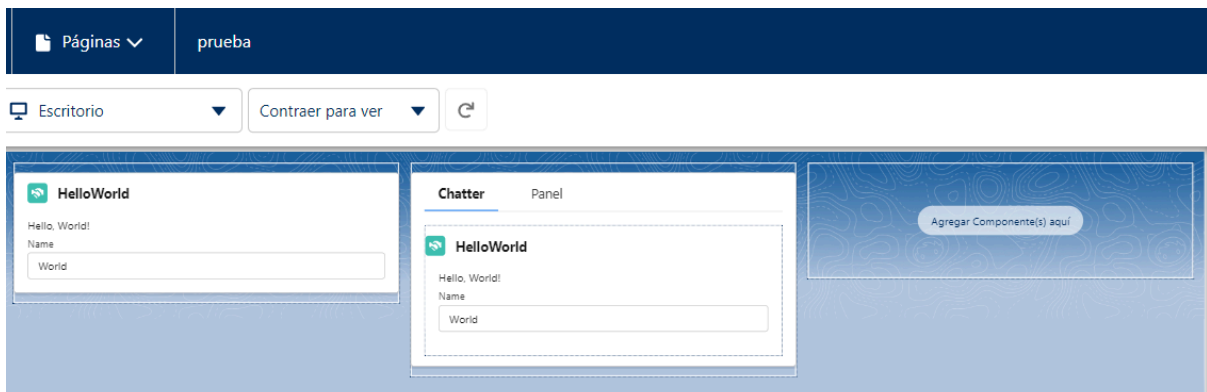 Páginas
prueba
Escritorio
Contraer para ver
HelloWorld
Hello, World!
Name
World
Chatter
Panel
HelloWorld
Hello, World!
Name
World
Agregar Componente(s) aquí